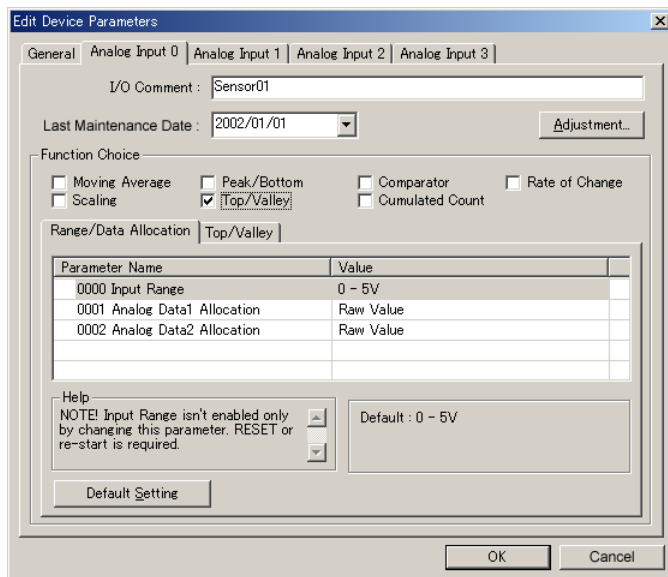 Edit Device Parameters
General Analog Input 0 Analog Input 1 Analog Input 2 Analog Input 3
I/O Comment : Sensor01
Last Maintenance Date : 2002/01/01 Adjustment...
Function Choice
Moving Average Peak/Bottom Comparator Rate of Change
Scaling Top/Valley Cumulated Count
Range/Data Allocation Top/Valley
Parameter Name Value
0000 Input Range 0 - 5V
0001 Analog Data1 Allocation Raw Value
0002 Analog Data2 Allocation Raw Value
Help
NOTE! Input Range isn't enabled only
by changing this parameter. RESET or
re-start is required.
Default : 0 - 5V
Default Setting
OK Cancel